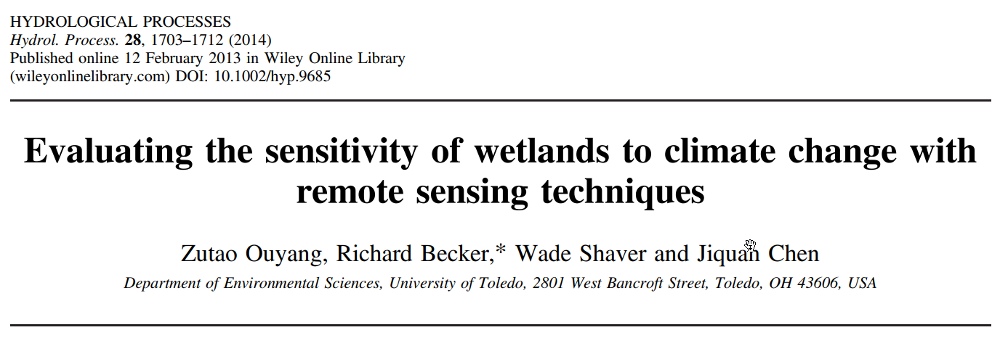 HYDROLOGICAL PROCESSES
Hydrol. Process. 28, 1703–1712 (2014)
Published online 12 February 2013 in Wiley Online Library
(wileyonlinelibrary.com) DOI: 10.1002/hyp.9685
Evaluating the sensitivity of wetlands to climate change with
remote sensing techniques
Zutao Ouyang, Richard Becker,* Wade Shaver and Jiquan Chen
Department of Environmental Sciences, University of Toledo, 2801 West Bancroft Street, Toledo, OH 43606, USA